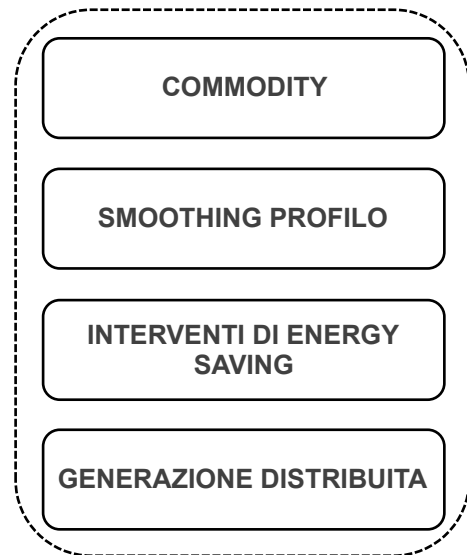 COMMODITY
SMOOTHING PROFILO
INTERVENTI DI ENERGY
SAVING
GENERAZIONE DISTRIBUITA